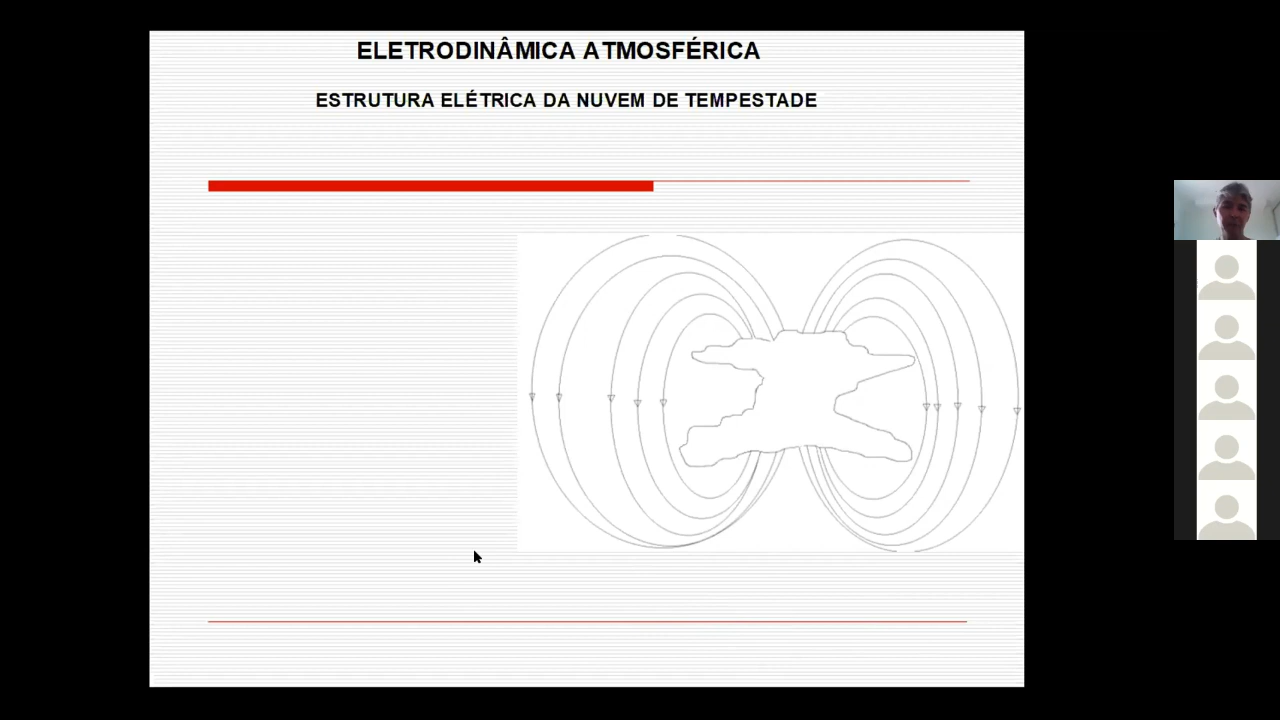 ELETRODINÂMICA ATMOSFÉRICA
ESTRUTURA ELÉTRICA DA NUVEM DE TEMPESTADE